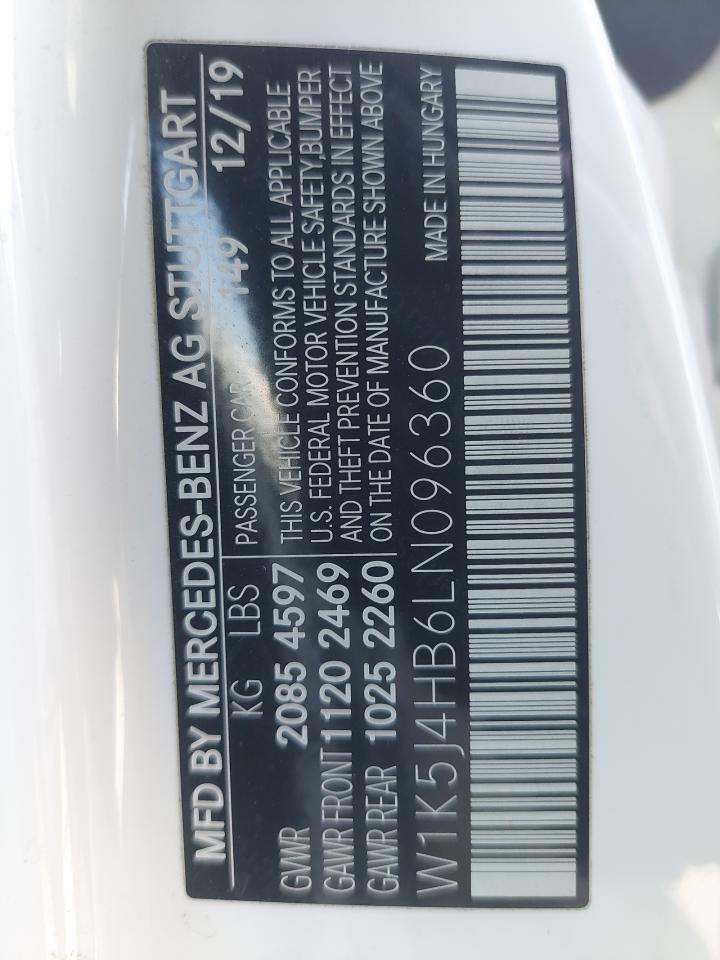 MFD BY MERCEDES-BENZ AG STUTTGART
KG LBS PASSENGER CAR 149 12/19
GVWR 2085 4597
GAWR FRONT 1120 2469
GAWR REAR 1025 2260
THIS VEHICLE CONFORMS TO ALL APPLICABLE
U.S. FEDERAL MOTOR VEHICLE SAFETY,BUMPER
AND THEFT PREVENTION STANDARDS IN EFFECT
ON THE DATE OF MANUFACTURE SHOWN ABOVE
W1K5J4HB6LN096360 MADE IN HUNGARY